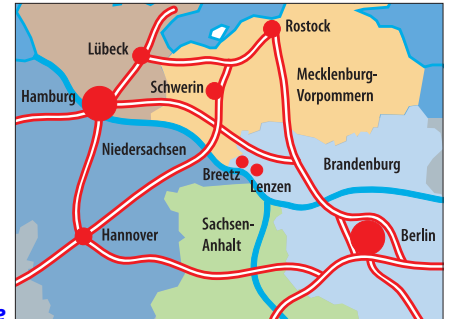 Rostock
Lübeck
Mecklenburg-
Vorpommern
Schwerin
Hamburg
Niedersachsen
Brandenburg
Breetz
Lenzen
Sachsen-
Anhalt
Hannover
Berlin